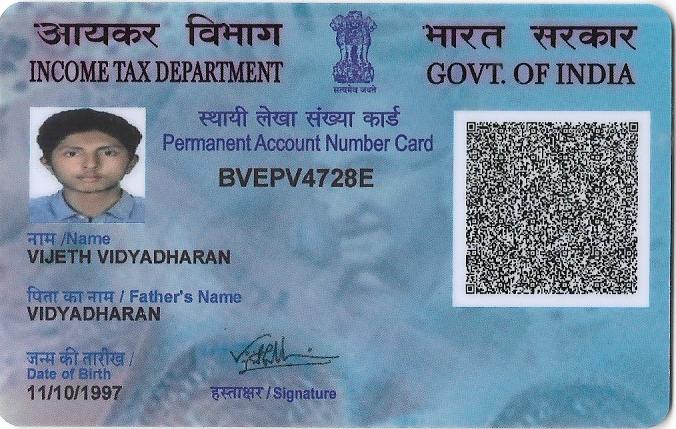 आयकर विभाग
INCOME TAX DEPARTMENT
सत्यमेव जयते
भारत सरकार
GOVT. OF INDIA
स्थायी लेखा संख्या कार्ड
Permanent Account Number Card
BVEPV4728E
नाम /Name
VIJETH VIDYADHARAN
पिता का नाम / Father's Name
VIDYADHARAN
जन्म की तारीख /
Date of Birth
11/10/1997
हस्ताक्षर / Signature